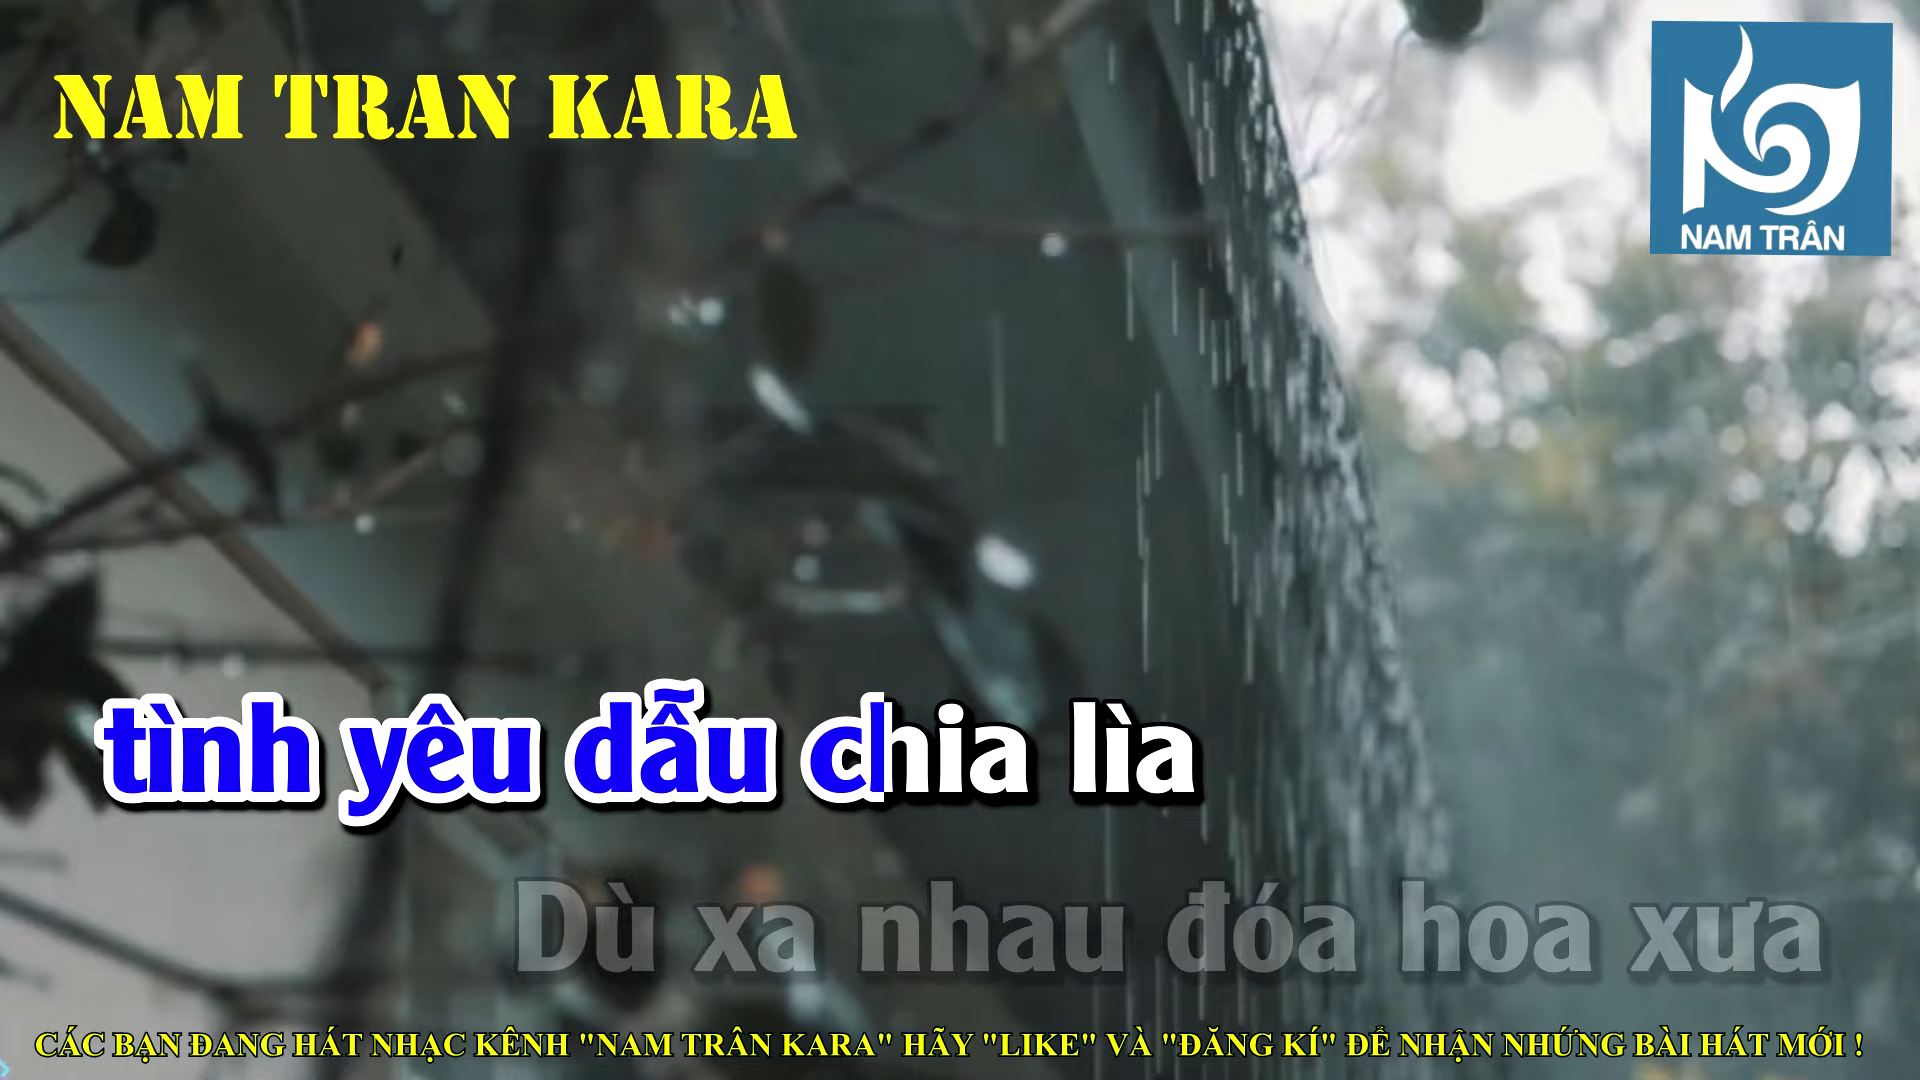 NAM TRAN KARA
NAM TRÂN
tình yêu dẫu chia lìa
Dù xa nhau đóa hoa xưa
CÁC BẠN ĐANG HÁT NHẠC KÊNH "NAM TRÂN KARA" HÃY "LIKE" VÀ "ĐĂNG KÍ" ĐỂ NHẬN NHỨNG BÀI HÁT MỚI !